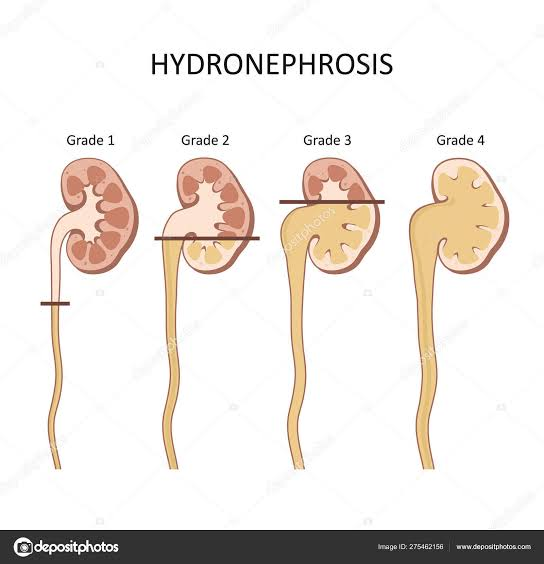 HYDRONEPHROSIS
Grade 1 Grade 2 Grade 3 Grade 4
depositphotos
Image ID: 275462156 www.depositphotos.com